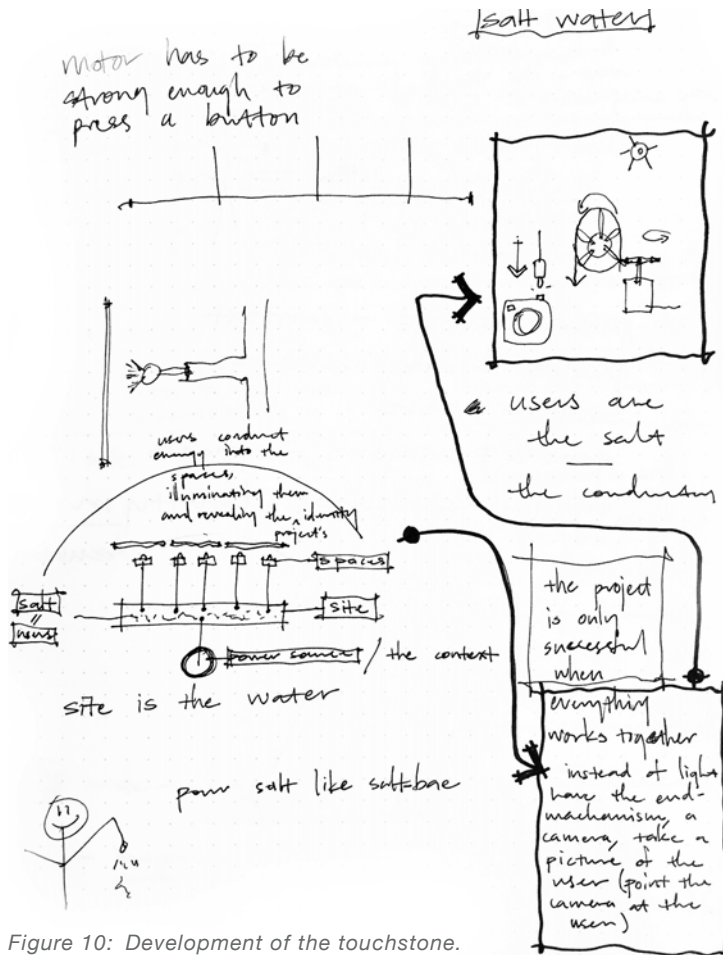 salt water
motor has to be
strong enough to
press a button
users conduct
energy into the
spaces,
illuminating them
and revealing the identity
project's
spaces
salt
"
users
site
power source / the context
site is the water
pour salt like saltbae
users are
the salt
—
the
the project
is only
successful
when
everything
works together
instead of light
have the end-
mechanism, a
camera, take a
picture of the
user (point the
camera at the
user)
Figure 10: Development of the touchstone.